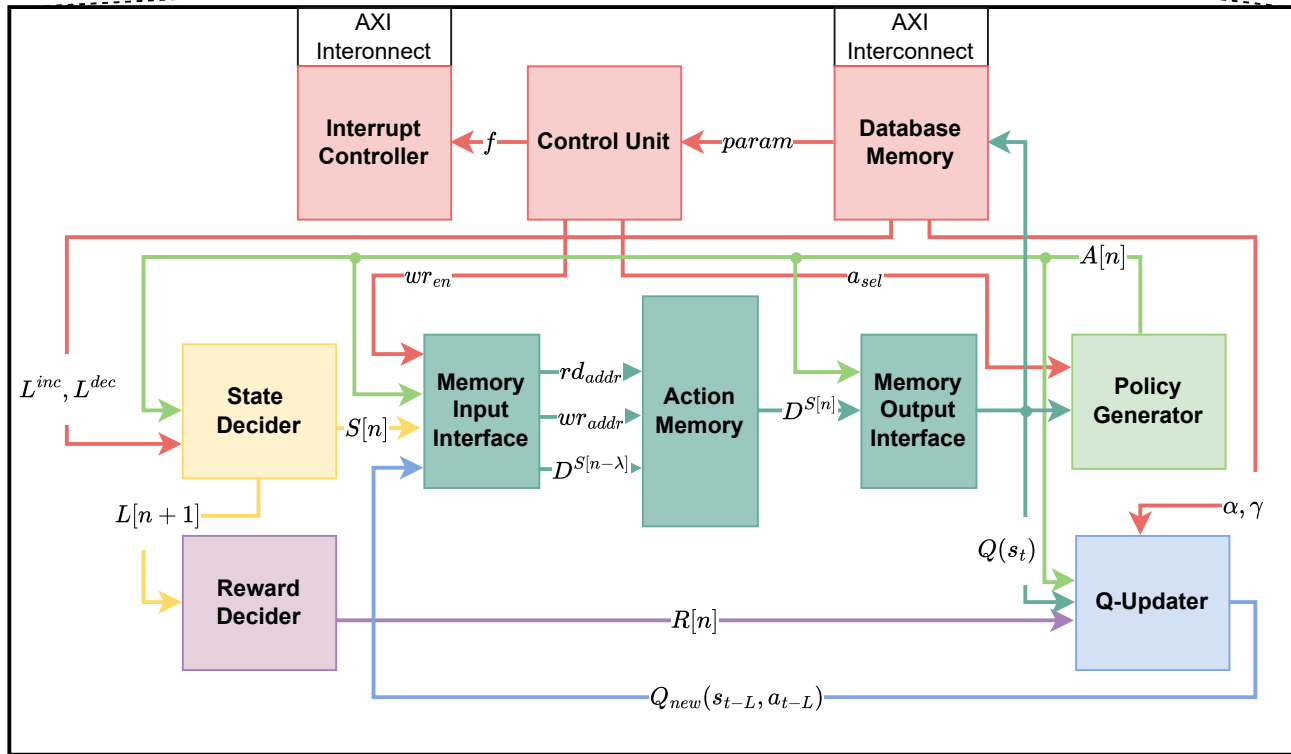 AXI
Interonnect
AXI
Interconnect
Interrupt
Controller
f
Control Unit
param
Database
Memory
A[n]
wr_{en}
a_{sel}
L^{inc}, L^{dec}
State
Decider
S[n]
Memory
Input
Interface
rd_{addr}
wr_{addr}
D^{S[n-λ]}
Action
Memory
D^{S[n]}
Memory
Output
Interface
Policy
Generator
L[n + 1]
α, γ
Q(s_t)
Reward
Decider
R[n]
Q-Updater
Q_{new}(s_{t-L}, a_{t-L})